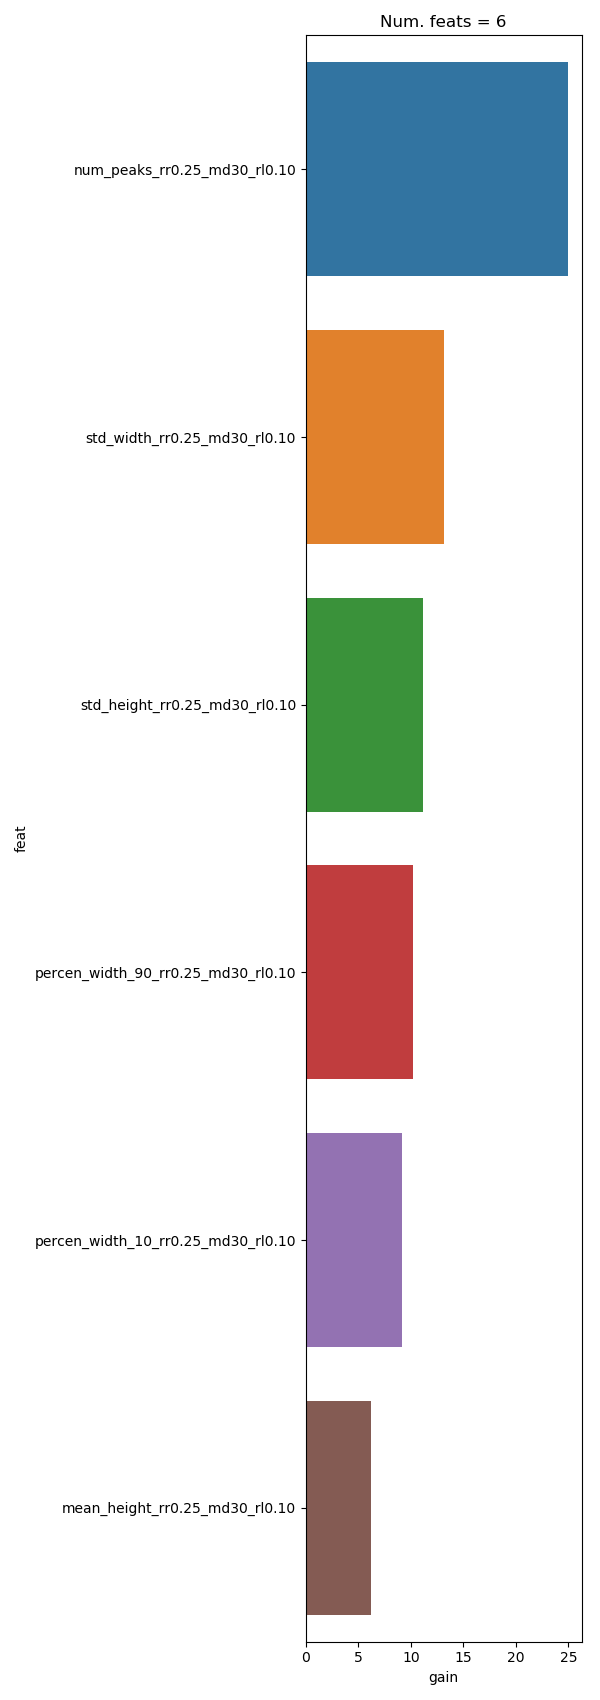 Num. feats = 6
num_peaks_rr0.25_md30_rl0.10
std_width_rr0.25_md30_rl0.10
std_height_rr0.25_md30_rl0.10
feat
percen_width_90_rr0.25_md30_rl0.10
percen_width_10_rr0.25_md30_rl0.10
mean_height_rr0.25_md30_rl0.10
0 5 10 15 20 25
gain